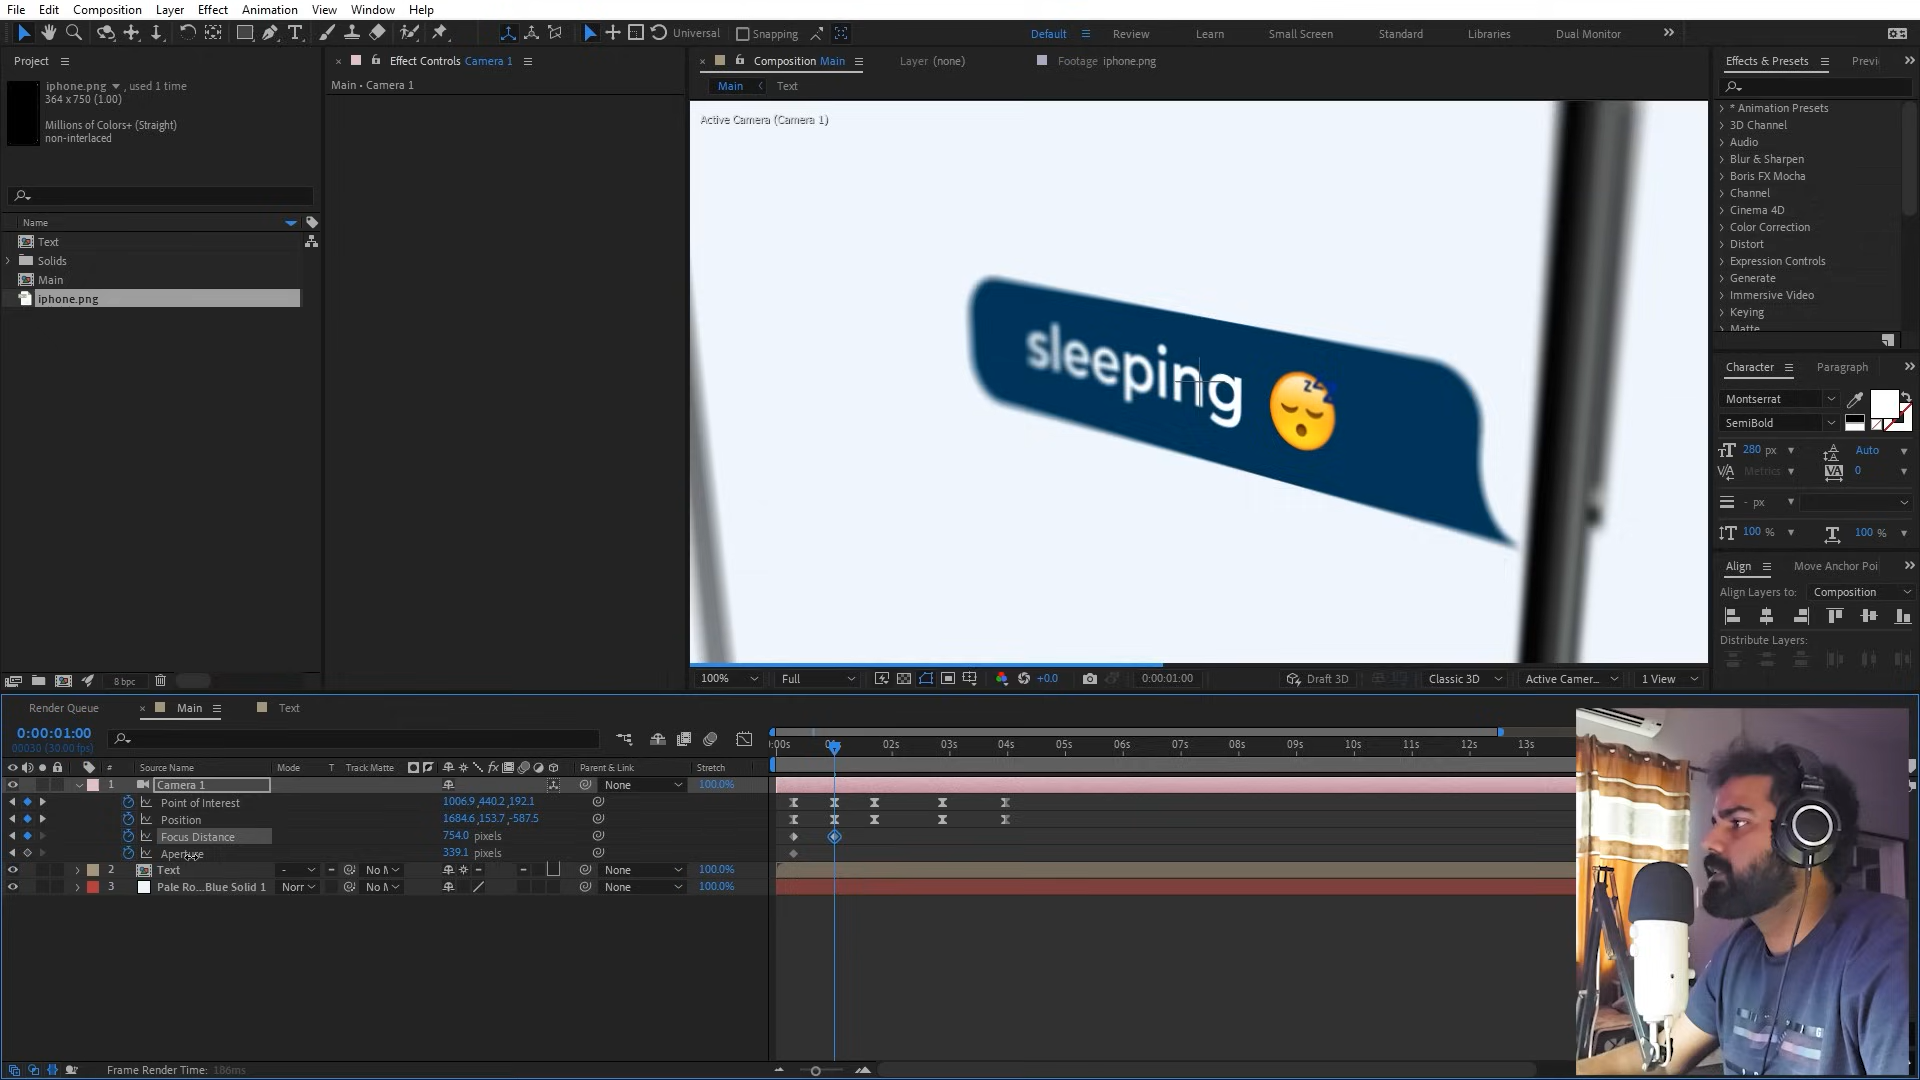 File Edit Composition Layer Effect Animation View Window Help
Universal Snapping Default Review Learn Small Screen Standard Libraries Dual Monitor
Project
iphone.png , used 1 time
364 x 750 (1.00)
Millions of Colors+ (Straight)
non-interlaced
Name
Text
Solids
Main
iphone.png
8 bpc
Effect Controls Camera 1
Main • Camera 1
Composition Main Layer (none) Footage iphone.png
Main Text
Active Camera (Camera 1)
sleeping
100% Full +0.0 0:00:01:00 Draft 3D Classic 3D Active Camer... 1 View
Effects & Presets Previ
* Animation Presets
3D Channel
Audio
Blur & Sharpen
Boris FX Mocha
Channel
Cinema 4D
Color Correction
Distort
Expression Controls
Generate
Immersive Video
Keying
Matte
Character Paragraph
Montserrat
SemiBold
280 px Auto
Metrics 0
- px
100 % 100 %
Align Move Anchor Poi
Align Layers to: Composition
Distribute Layers:
Render Queue Main Text
0:00:01:00
00030 (30.00 fps)
# Source Name Mode T Track Matte Parent & Link Stretch
:00s 02s 03s 04s 05s 06s 07s 08s 09s 10s 11s 12s 13s
1 Camera 1 None 100.0%
Point of Interest 1006.9,440.2,192.1
Position 1684.6,153.7,-587.5
Focus Distance 754.0 pixels
Aperture 339.1 pixels
2 Text - No M None 100.0%
3 Pale Ro...Blue Solid 1 Norr No M None 100.0%
Frame Render Time: 186ms